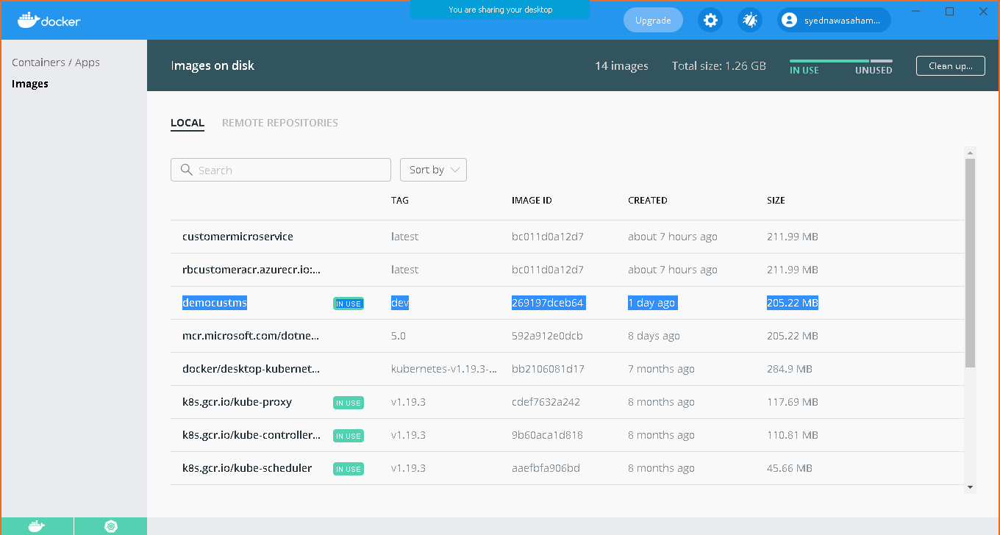 You are sharing your desktop
docker
Upgrade
syednawasaham...
Containers / Apps
Images
Images on disk
14 images
Total size: 1.26 GB
IN USE
UNUSED
Clean up...
LOCAL
REMOTE REPOSITORIES
Search
Sort by
TAG IMAGE ID CREATED SIZE
customermicroservice latest bc011d0a12d7 about 7 hours ago 211.99 MB
rbcustomeracr.azurecr.io:... latest bc011d0a12d7 about 7 hours ago 211.99 MB
democustms IN USE dev 269197dceb64 1 day ago 205.22 MB
mcr.microsoft.com/dotne... 5.0 592a912e0dcb 8 days ago 205.22 MB
docker/desktop-kubernet... kubernetes-v1.19.3-... bb2106081d17 7 months ago 284.9 MB
k8s.gcr.io/kube-proxy IN USE v1.19.3 cdef7632a242 8 months ago 117.69 MB
k8s.gcr.io/kube-controller... IN USE v1.19.3 9b60aca1d818 8 months ago 110.81 MB
k8s.gcr.io/kube-scheduler IN USE v1.19.3 aaefbfa906bd 8 months ago 45.66 MB